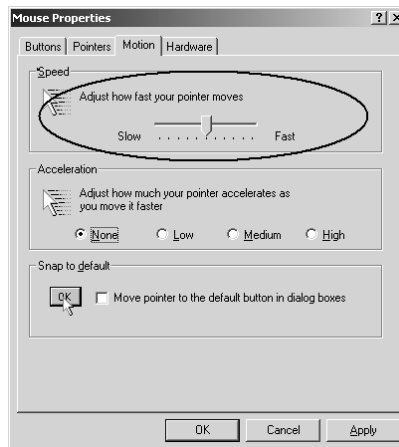 Mouse Properties
Buttons Pointers Motion Hardware
Speed
Adjust how fast your pointer moves
Slow Fast
Acceleration
Adjust how much your pointer accelerates as
you move it faster
None Low Medium High
Snap to default
OK Move pointer to the default button in dialog boxes
OK Cancel Apply